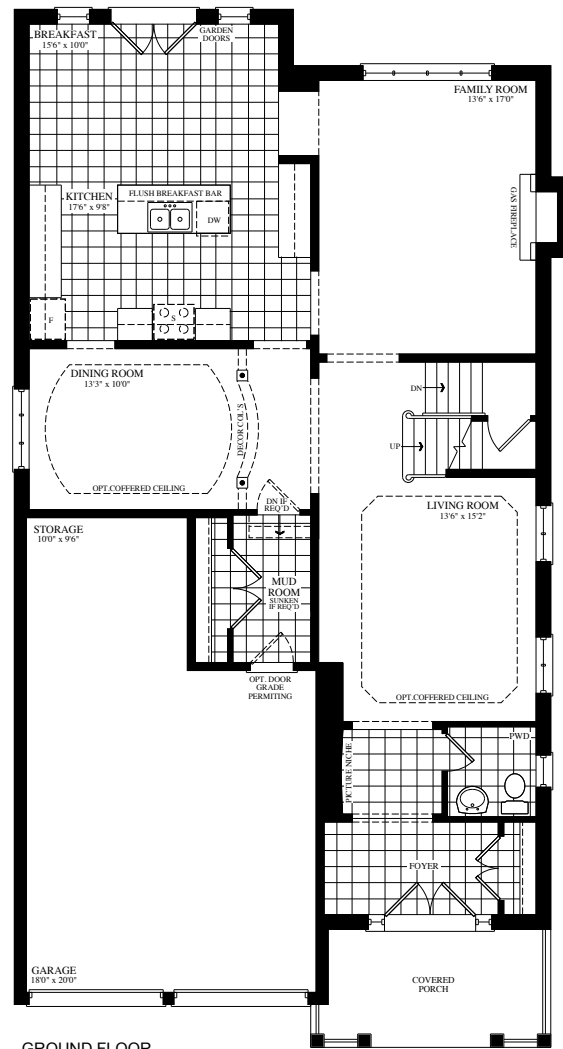 BREAKFAST
15'6" x 10'0"
GARDEN
DOORS
FAMILY ROOM
13'6" x 17'0"
KITCHEN
17'6" x 9'8"
FLUSH BREAKFAST BAR
DW
GAS FIREPLACE
F
S
DINING ROOM
13'3" x 10'0"
DECOR COL'S
OPT.COFFERED CEILING
DN
UP
DN IF
REQ'D
LIVING ROOM
13'6" x 15'2"
STORAGE
10'0" x 9'6"
MUD
ROOM
SUNKEN
IF REQ'D
OPT. DOOR
GRADE
PERMITING
OPT.COFFERED CEILING
PICTURE NICHE
PWD
FOYER
GARAGE
18'0" x 20'0"
COVERED
PORCH
GROUND FLOOR